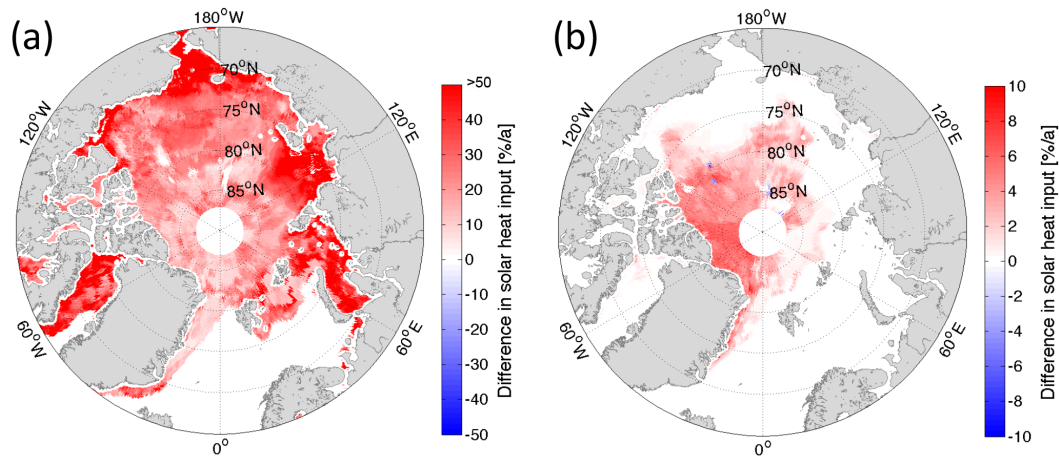 (a)
180°W
70°N
75°N
80°N
85°N
120°W
120°E
60°W
60°E
0°
>50
40
30
20
10
0
-10
-20
-30
-40
-50
Difference in solar heat input [%/a]
(b)
180°W
70°N
75°N
80°N
85°N
120°W
120°E
60°W
60°E
0°
10
8
6
4
2
0
-2
-4
-6
-8
-10
Difference in solar heat input [%/a]